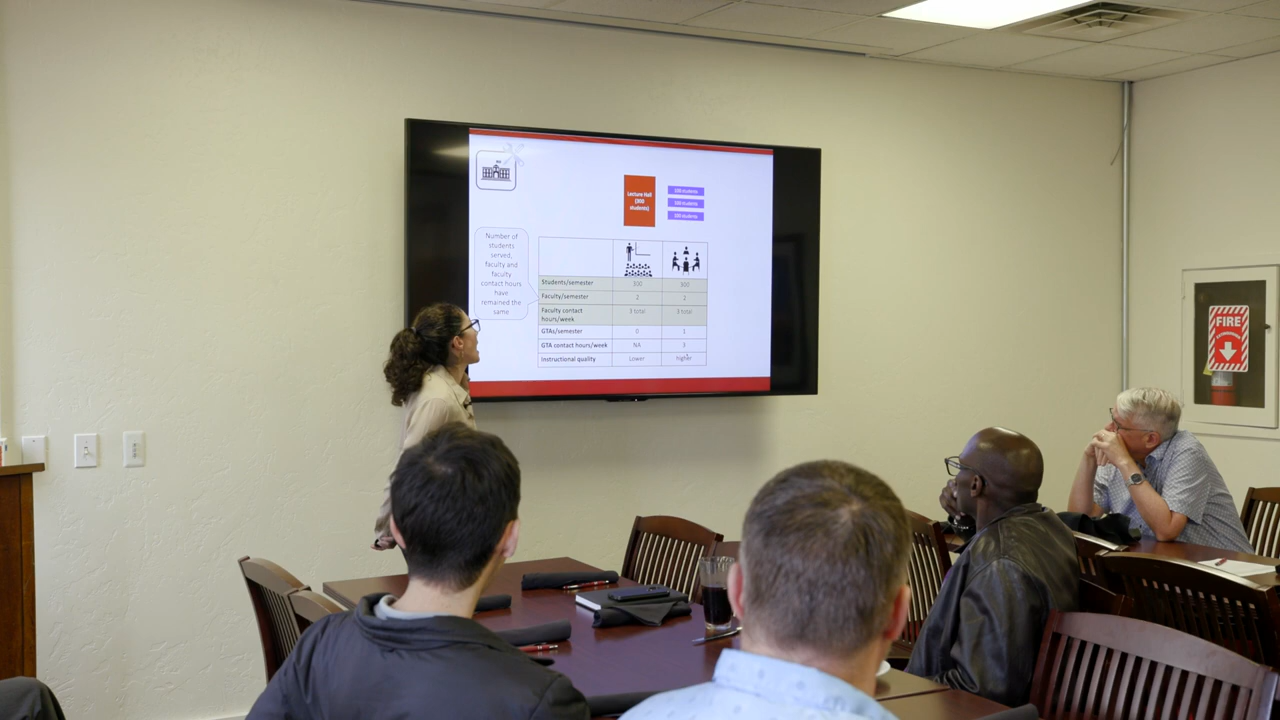 Lecture Hall
(300
students)
100 students
100 students
100 students
Number of
students
served,
faculty and
faculty
contact hours
have
remained the
same
Students/semester 300 300
Faculty/semester 2 2
Faculty contact
hours/week 3 total 3 total
GTAs/semester 0 1
GTA contact hours/week NA 3
Instructional quality Lower higher
FIRE